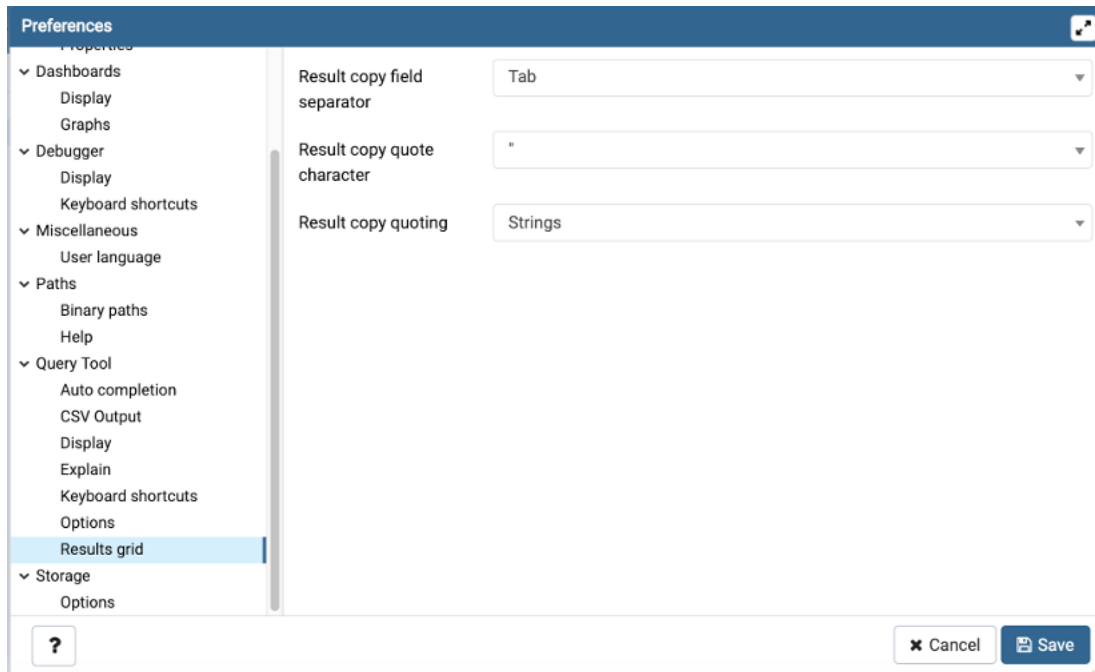 Preferences
Properties
Dashboards
Display
Graphs
Debugger
Display
Keyboard shortcuts
Miscellaneous
User language
Paths
Binary paths
Help
Query Tool
Auto completion
CSV Output
Display
Explain
Keyboard shortcuts
Options
Results grid
Storage
Options
Result copy field
separator
Tab
Result copy quote
character
"
Result copy quoting
Strings
?
Cancel
Save